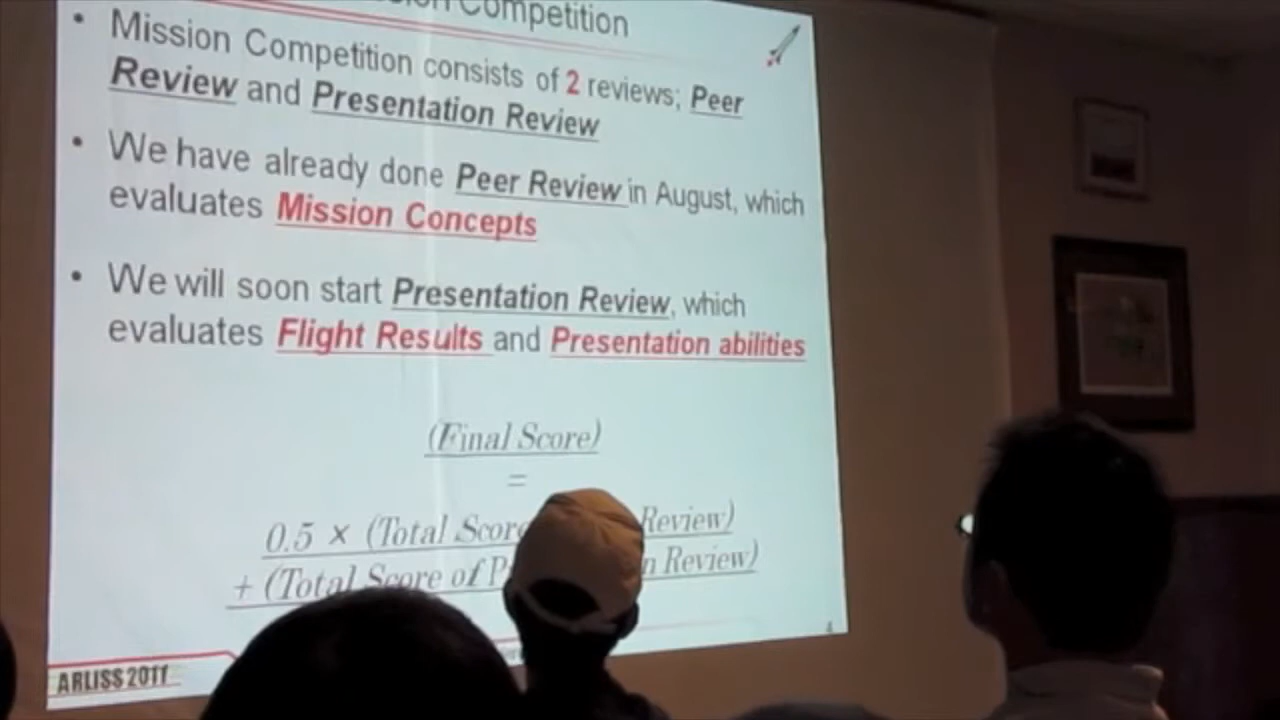 Competition
• Mission Competition consists of 2 reviews; Peer
Review and Presentation Review
• We have already done Peer Review in August, which
evaluates Mission Concepts
• We will soon start Presentation Review, which
evaluates Flight Results and Presentation abilities
(Final Score)
=
0.5 × (Total Score Review)
+ (Total Score of Review)
4
ARLISS 2011